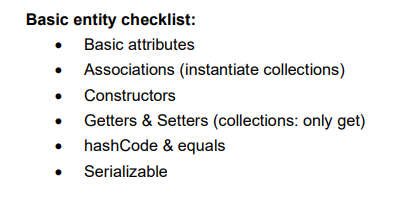 Basic entity checklist:
• Basic attributes
• Associations (instantiate collections)
• Constructors
• Getters & Setters (collections: only get)
• hashCode & equals
• Serializable